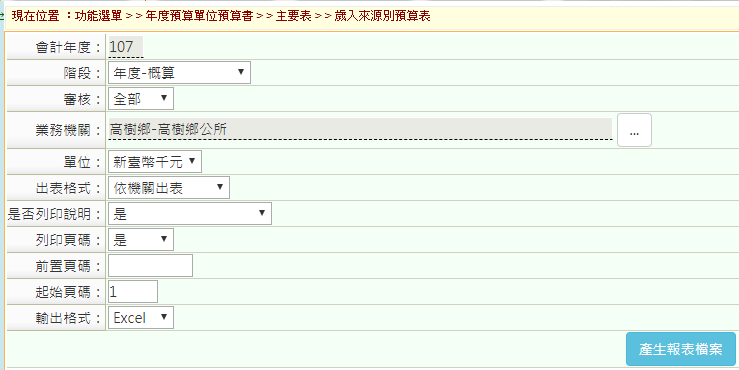 現在位置 ：功能選單 > > 年度預算單位預算書 > > 主要表 > > 歲入來源別預算表
會計年度： 107
階段： 年度-概算
審核： 全部
業務機關： 高樹鄉-高樹鄉公所 ...
單位： 新臺幣千元
出表格式： 依機關出表
是否列印說明： 是
列印頁碼： 是
前置頁碼：
起始頁碼： 1
輸出格式： Excel
產生報表檔案